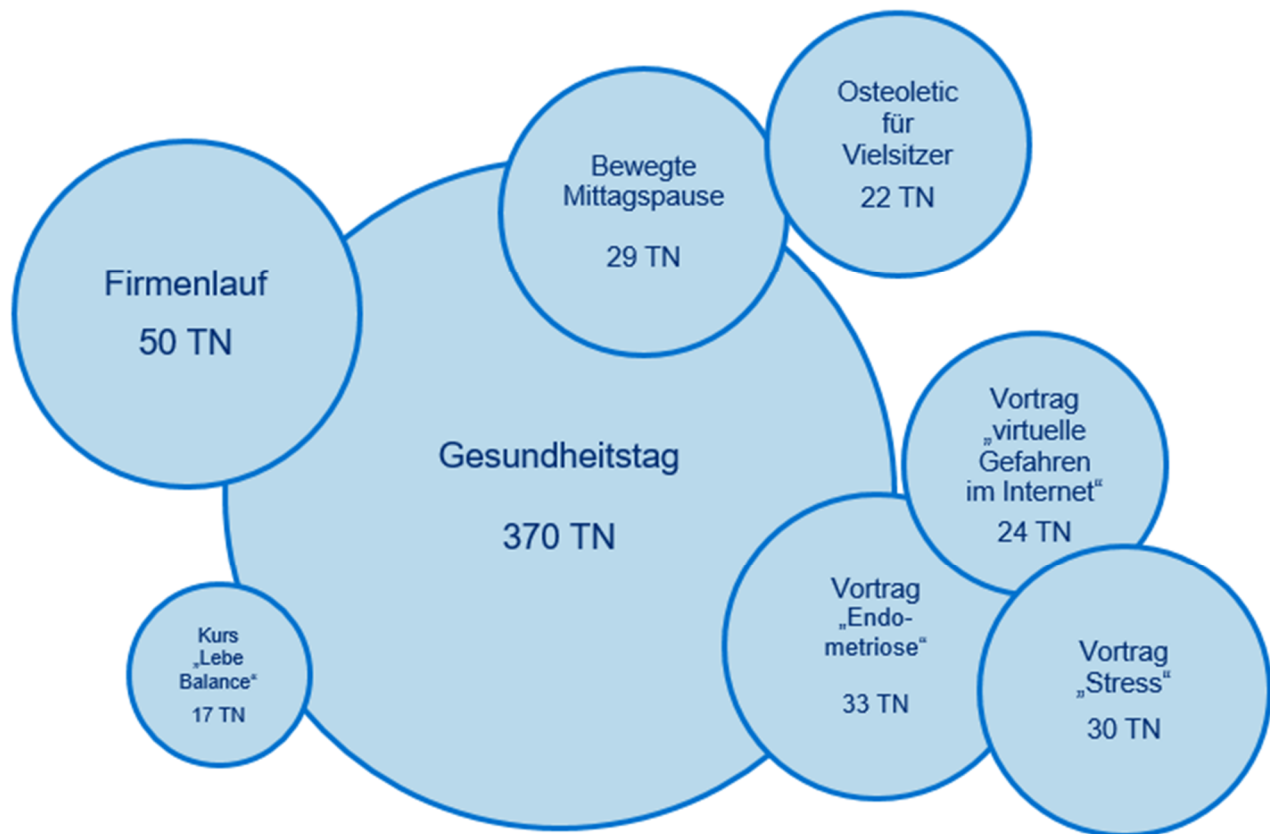 Osteoletic
für
Vielsitzer
22 TN
Bewegte
Mittagspause
29 TN
Firmenlauf
50 TN
Gesundheitstag
370 TN
Vortrag
„virtuelle
Gefahren
im Internet“
24 TN
Vortrag
„Endo-
metriose“
33 TN
Vortrag
„Stress“
30 TN
Kurs
„Lebe
Balance“
17 TN